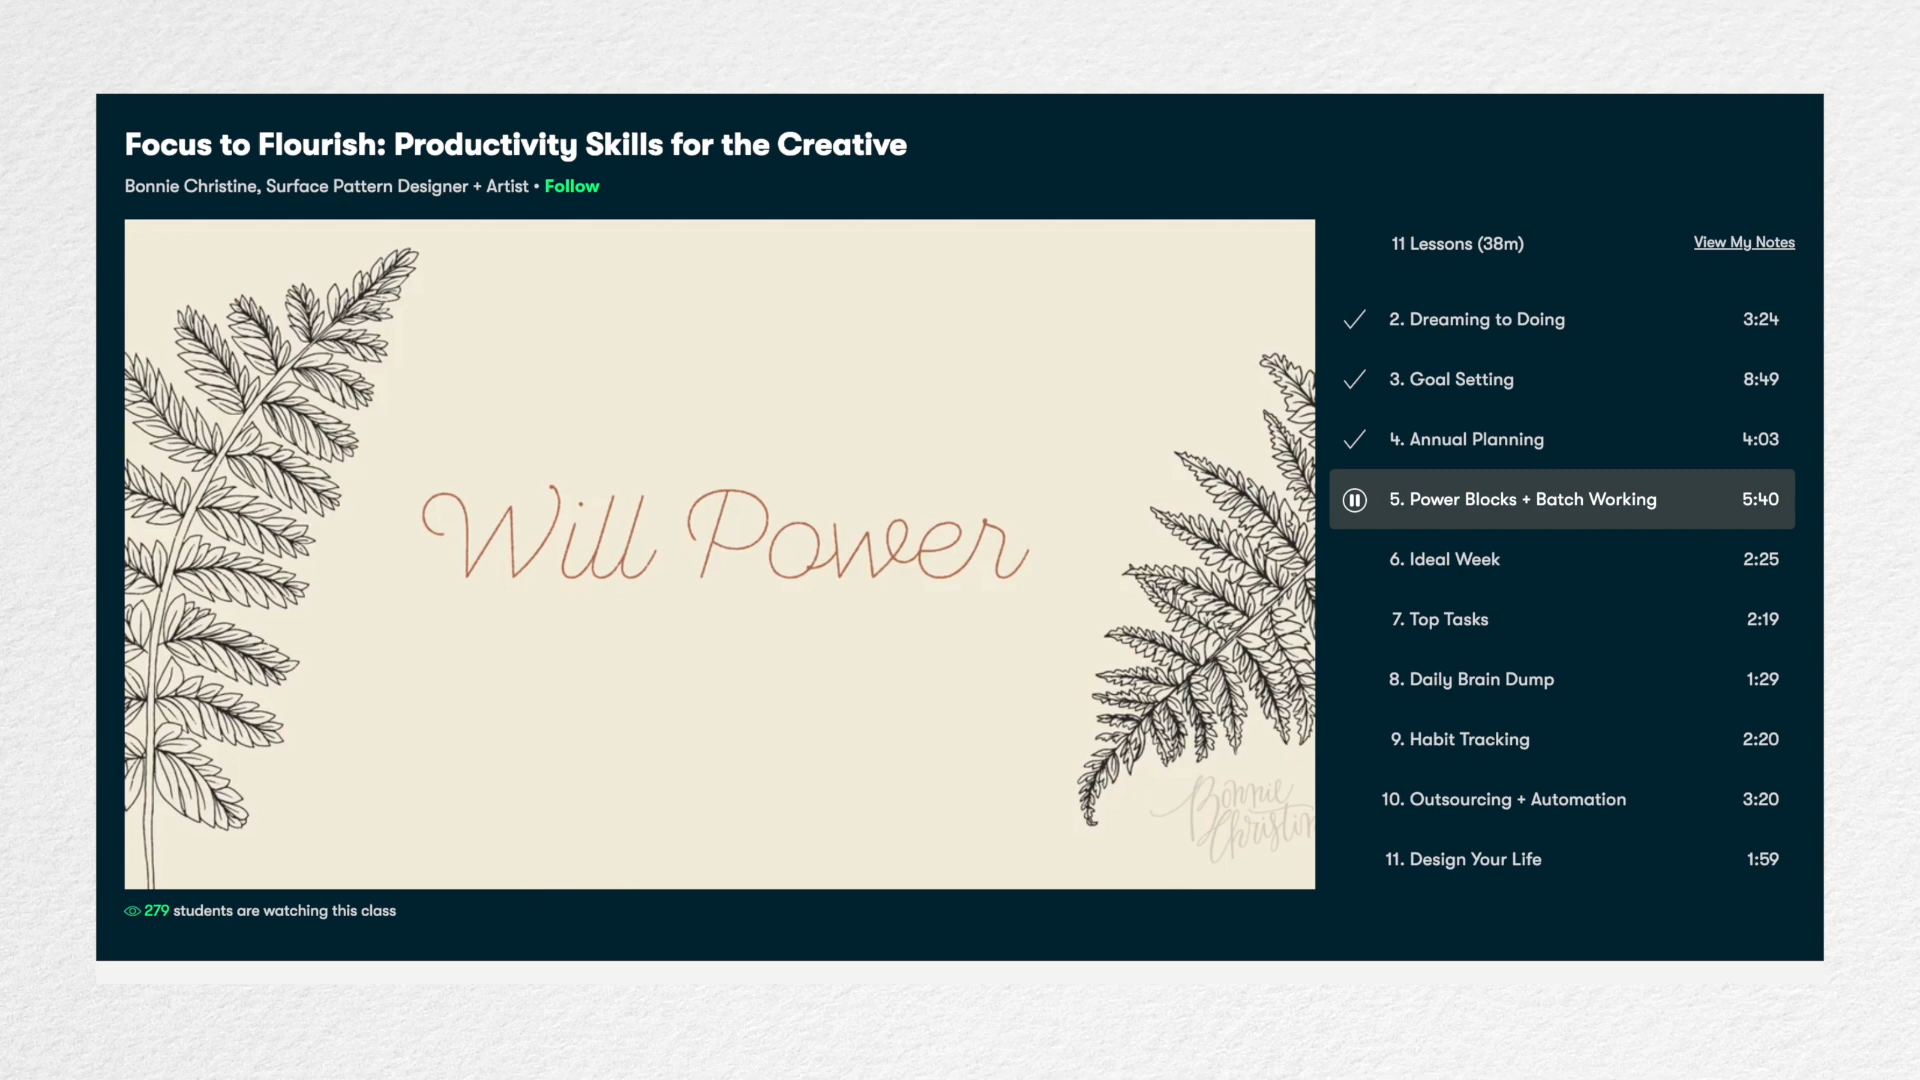 Focus to Flourish: Productivity Skills for the Creative
Bonnie Christine, Surface Pattern Designer + Artist • Follow
Will Power
Bonnie
Christin
279 students are watching this class
11 Lessons (38m) View My Notes
2. Dreaming to Doing 3:24
3. Goal Setting 8:49
4. Annual Planning 4:03
5. Power Blocks + Batch Working 5:40
6. Ideal Week 2:25
7. Top Tasks 2:19
8. Daily Brain Dump 1:29
9. Habit Tracking 2:20
10. Outsourcing + Automation 3:20
11. Design Your Life 1:59